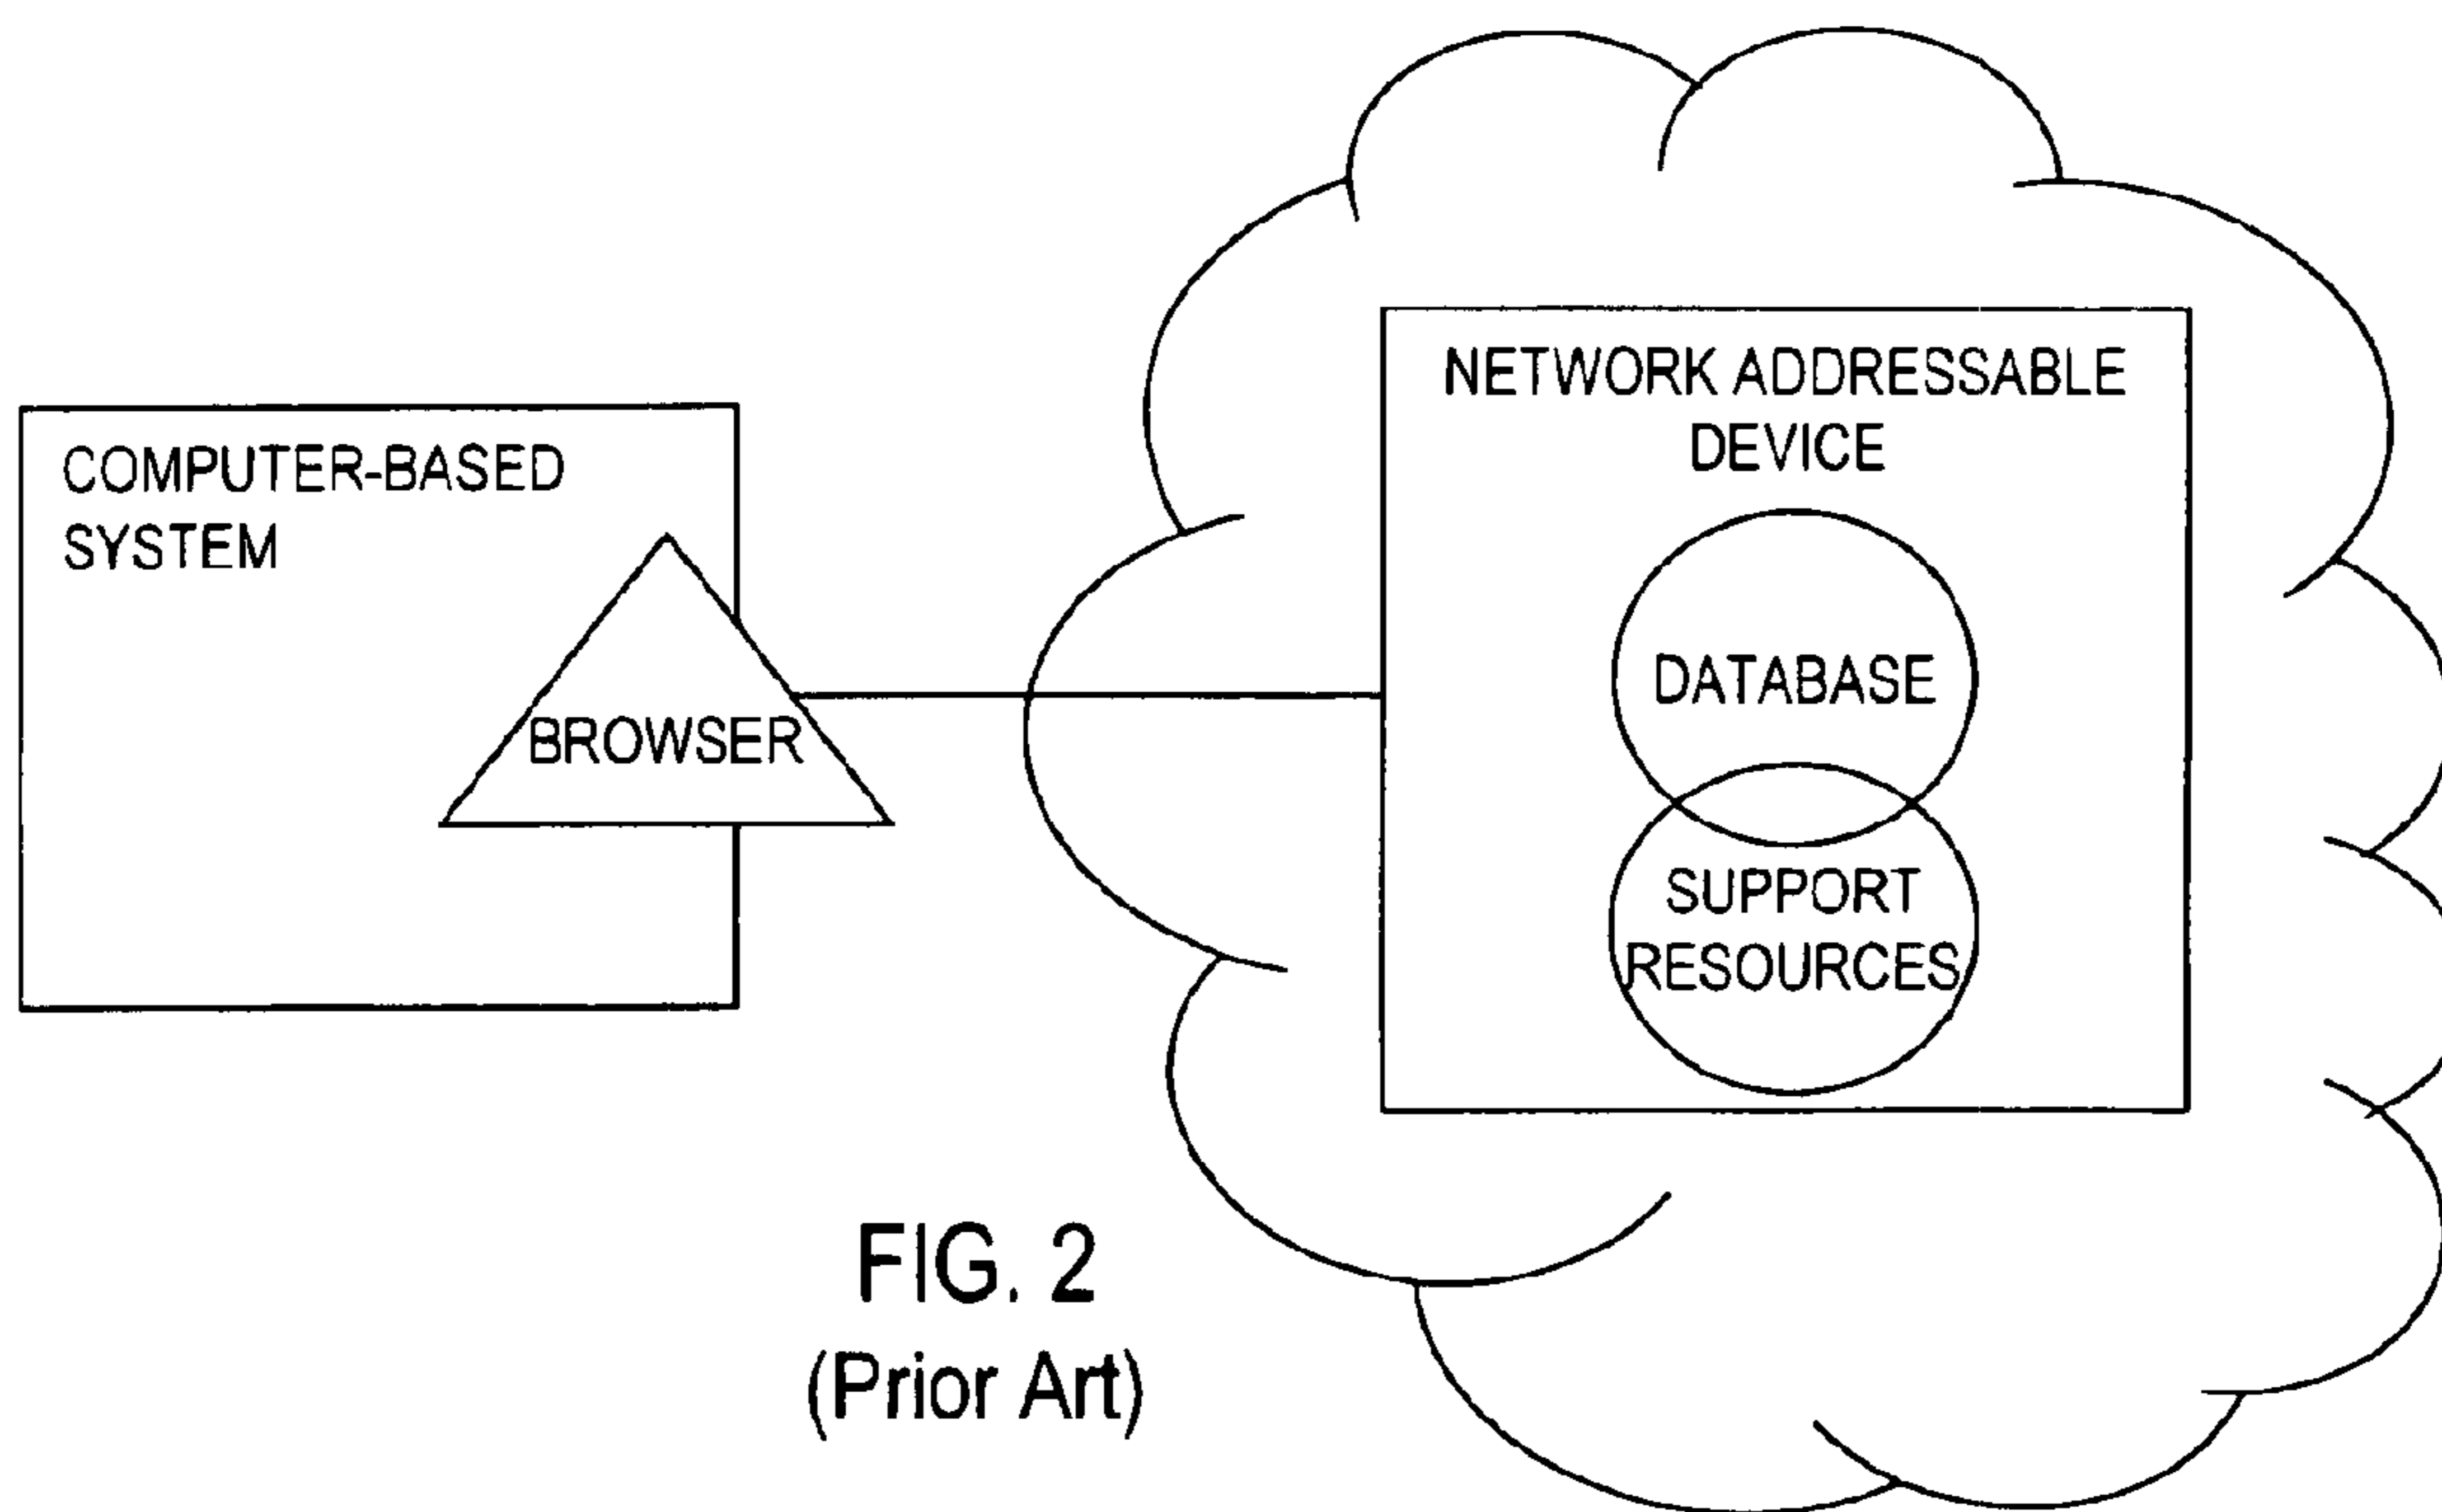 COMPUTER-BASED
SYSTEM
BROWSER
NETWORK ADDRESSABLE
DEVICE
DATABASE
SUPPORT
RESOURCES
FIG. 2
(Prior Art)